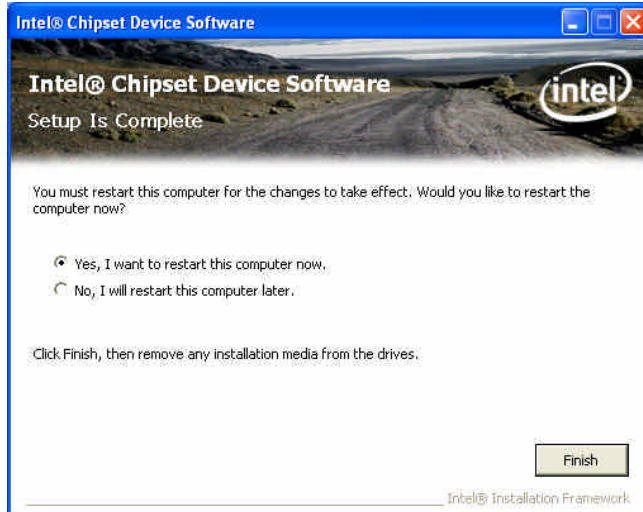 Intel® Chipset Device Software
Intel® Chipset Device Software
intel
Setup Is Complete
You must restart this computer for the changes to take effect. Would you like to restart the
computer now?
Yes, I want to restart this computer now.
No, I will restart this computer later.
Click Finish, then remove any installation media from the drives.
Finish
Intel® Installation Framework